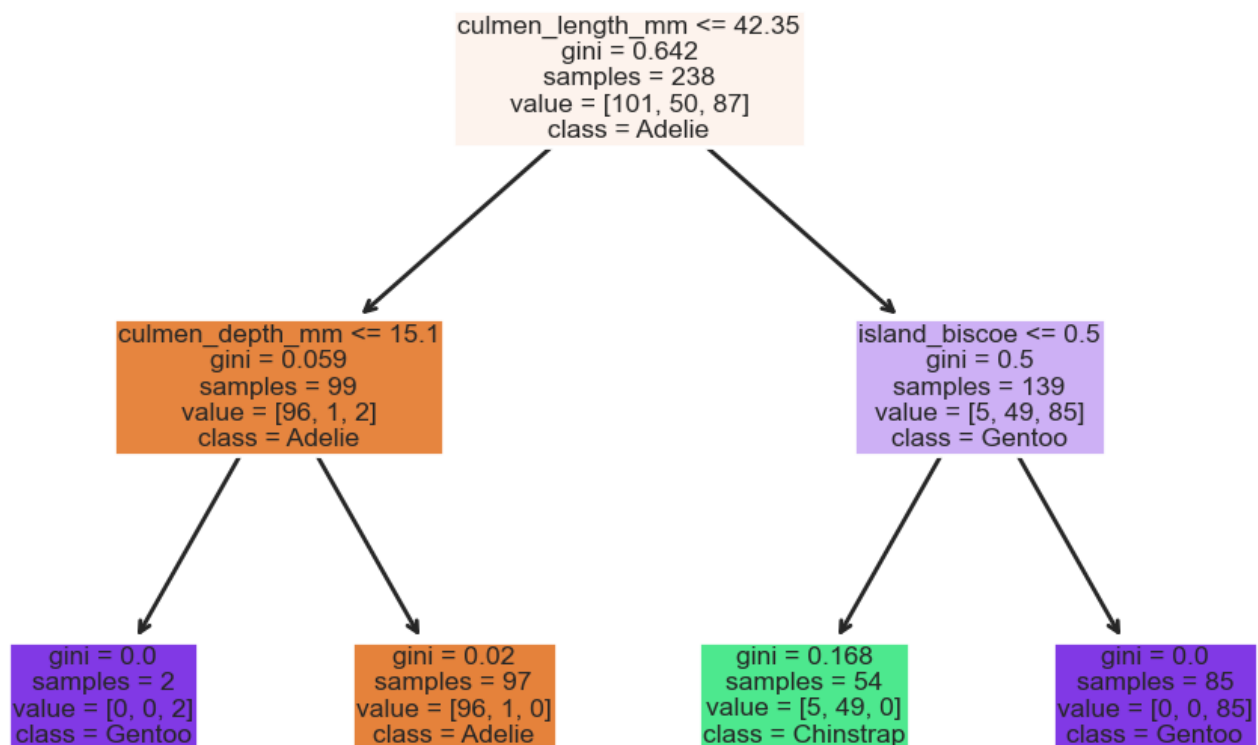 culmen_length_mm <= 42.35
gini = 0.642
samples = 238
value = [101, 50, 87]
class = Adelie
culmen_depth_mm <= 15.1
gini = 0.059
samples = 99
value = [96, 1, 2]
class = Adelie
island_biscoe <= 0.5
gini = 0.5
samples = 139
value = [5, 49, 85]
class = Gentoo
gini = 0.0
samples = 2
value = [0, 0, 2]
class = Gentoo
gini = 0.02
samples = 97
value = [96, 1, 0]
class = Adelie
gini = 0.168
samples = 54
value = [5, 49, 0]
class = Chinstrap
gini = 0.0
samples = 85
value = [0, 0, 85]
class = Gentoo